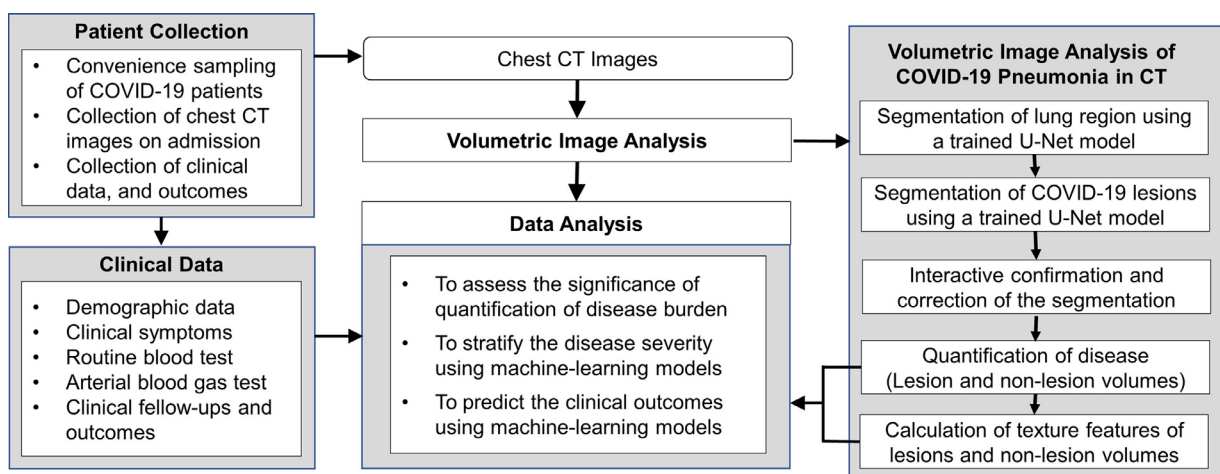 Patient Collection
• Convenience sampling
of COVID-19 patients
• Collection of chest CT
images on admission
• Collection of clinical
data, and outcomes
Clinical Data
• Demographic data
• Clinical symptoms
• Routine blood test
• Arterial blood gas test
• Clinical fellow-ups and
outcomes
Chest CT Images
Volumetric Image Analysis
Data Analysis
• To assess the significance of
quantification of disease burden
• To stratify the disease severity
using machine-learning models
• To predict the clinical outcomes
using machine-learning models
Volumetric Image Analysis of
COVID-19 Pneumonia in CT
Segmentation of lung region using
a trained U-Net model
Segmentation of COVID-19 lesions
using a trained U-Net model
Interactive confirmation and
correction of the segmentation
Quantification of disease
(Lesion and non-lesion volumes)
Calculation of texture features of
lesions and non-lesion volumes